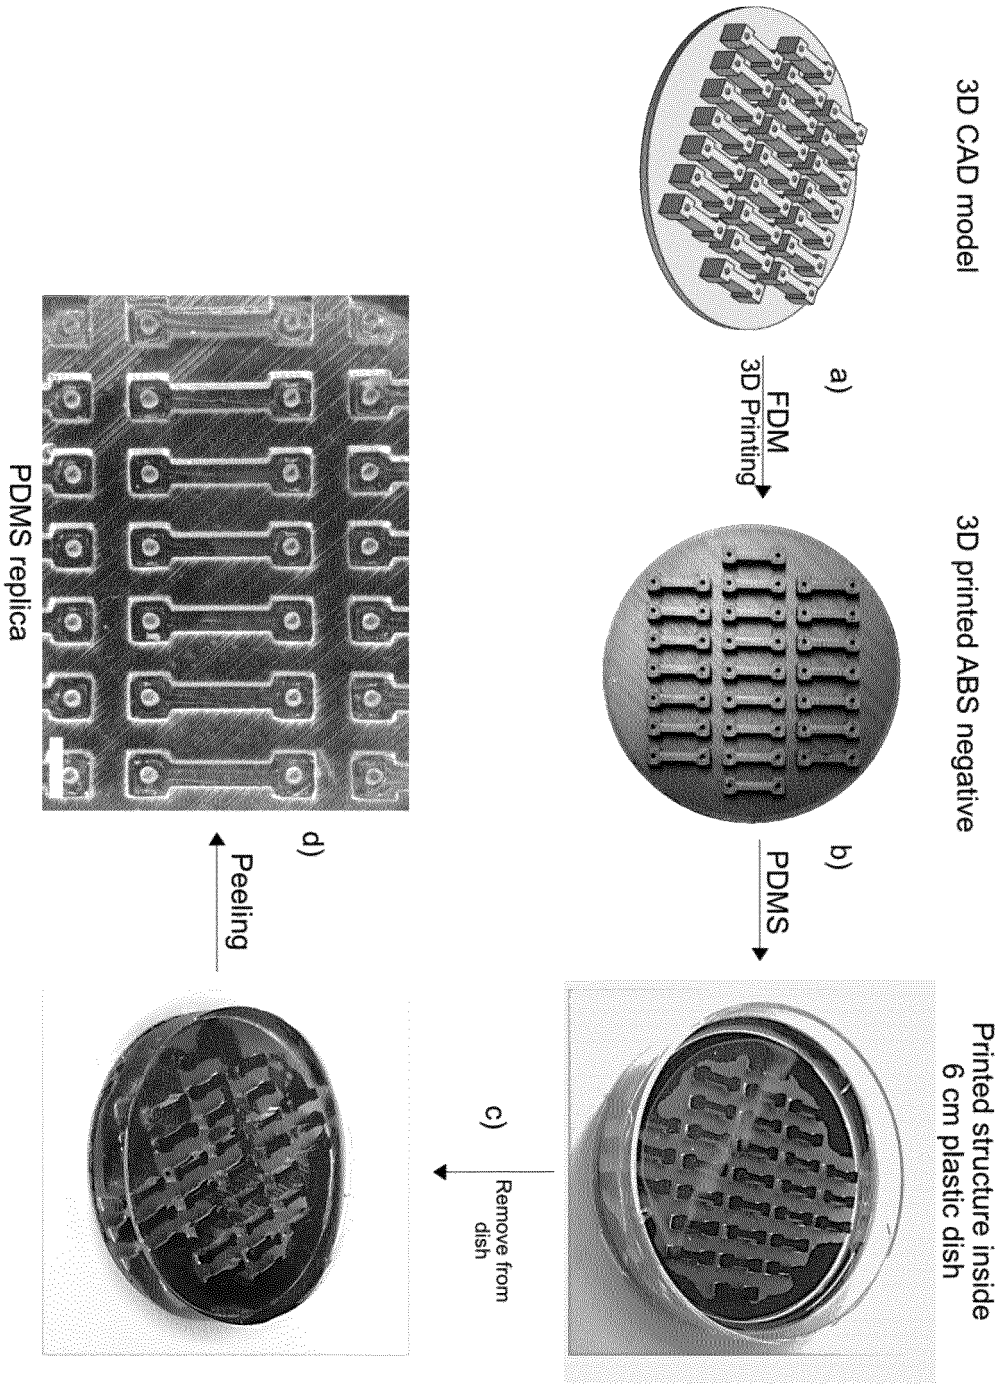 3D CAD model
a)
FDM
3D Printing
3D printed ABS negative
b)
PDMS
Printed structure inside
6 cm plastic dish
c)
Remove from
dish
d)
Peeling
PDMS replica